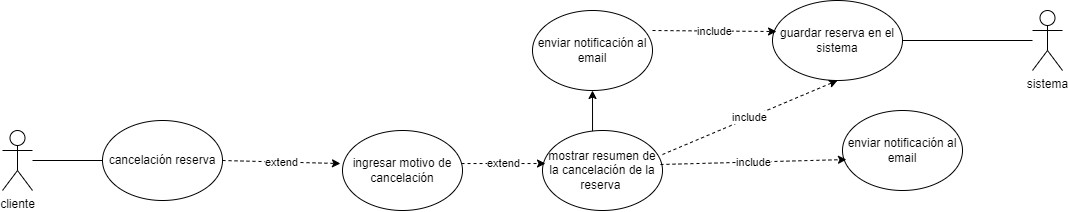 enviar notificación al
email
include
guardar reserva en el
sistema
sistema
include
cliente
cancelación reserva
extend
ingresar motivo de
cancelación
extend
mostrar resumen de
la cancelación de la
reserva
include
enviar notificación al
email